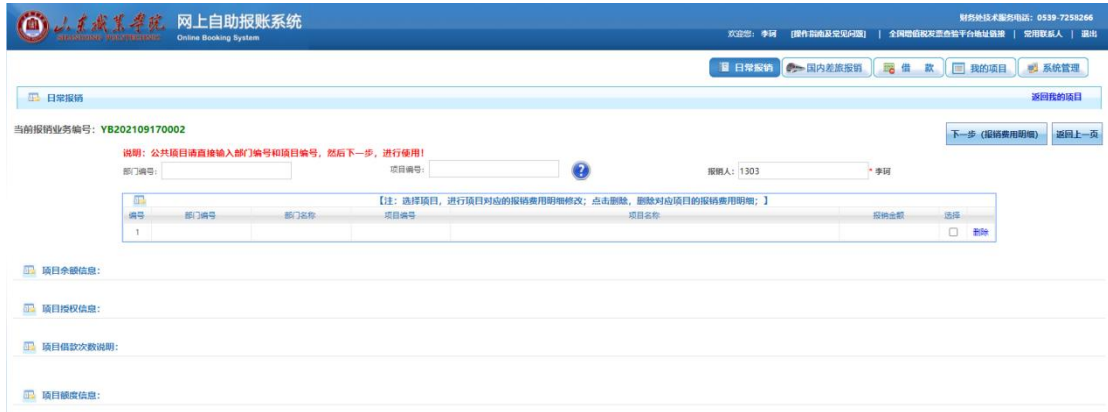 山东职业学院 网上自助报账系统 财务处技术服务电话：0539-7258266
SHANDONG POLYTECHNIC Online Booking System 欢迎您：李珂 [操作指南及常见问题] | 全国增值税发票查验平台地址链接 | 常用联系人 | 退出
日常报销 国内差旅报销 借 款 我的项目 系统管理
日常报销 返回我的项目
当前报销业务编号：YB202109170002 下一步（报销费用明细） 返回上一页
说明：公共项目请直接输入部门编号和项目编号，然后下一步，进行使用！
部门编号： 项目编号： ? 报销人：1303 * 李珂
【注：选择项目，进行项目对应的报销费用明细修改；点击删除，删除对应项目的报销费用明细；】
编号 部门编号 部门名称 项目编号 项目名称 报销金额 选择
1 删除
项目余额信息：
项目授权信息：
项目借款次数说明：
项目额度信息：